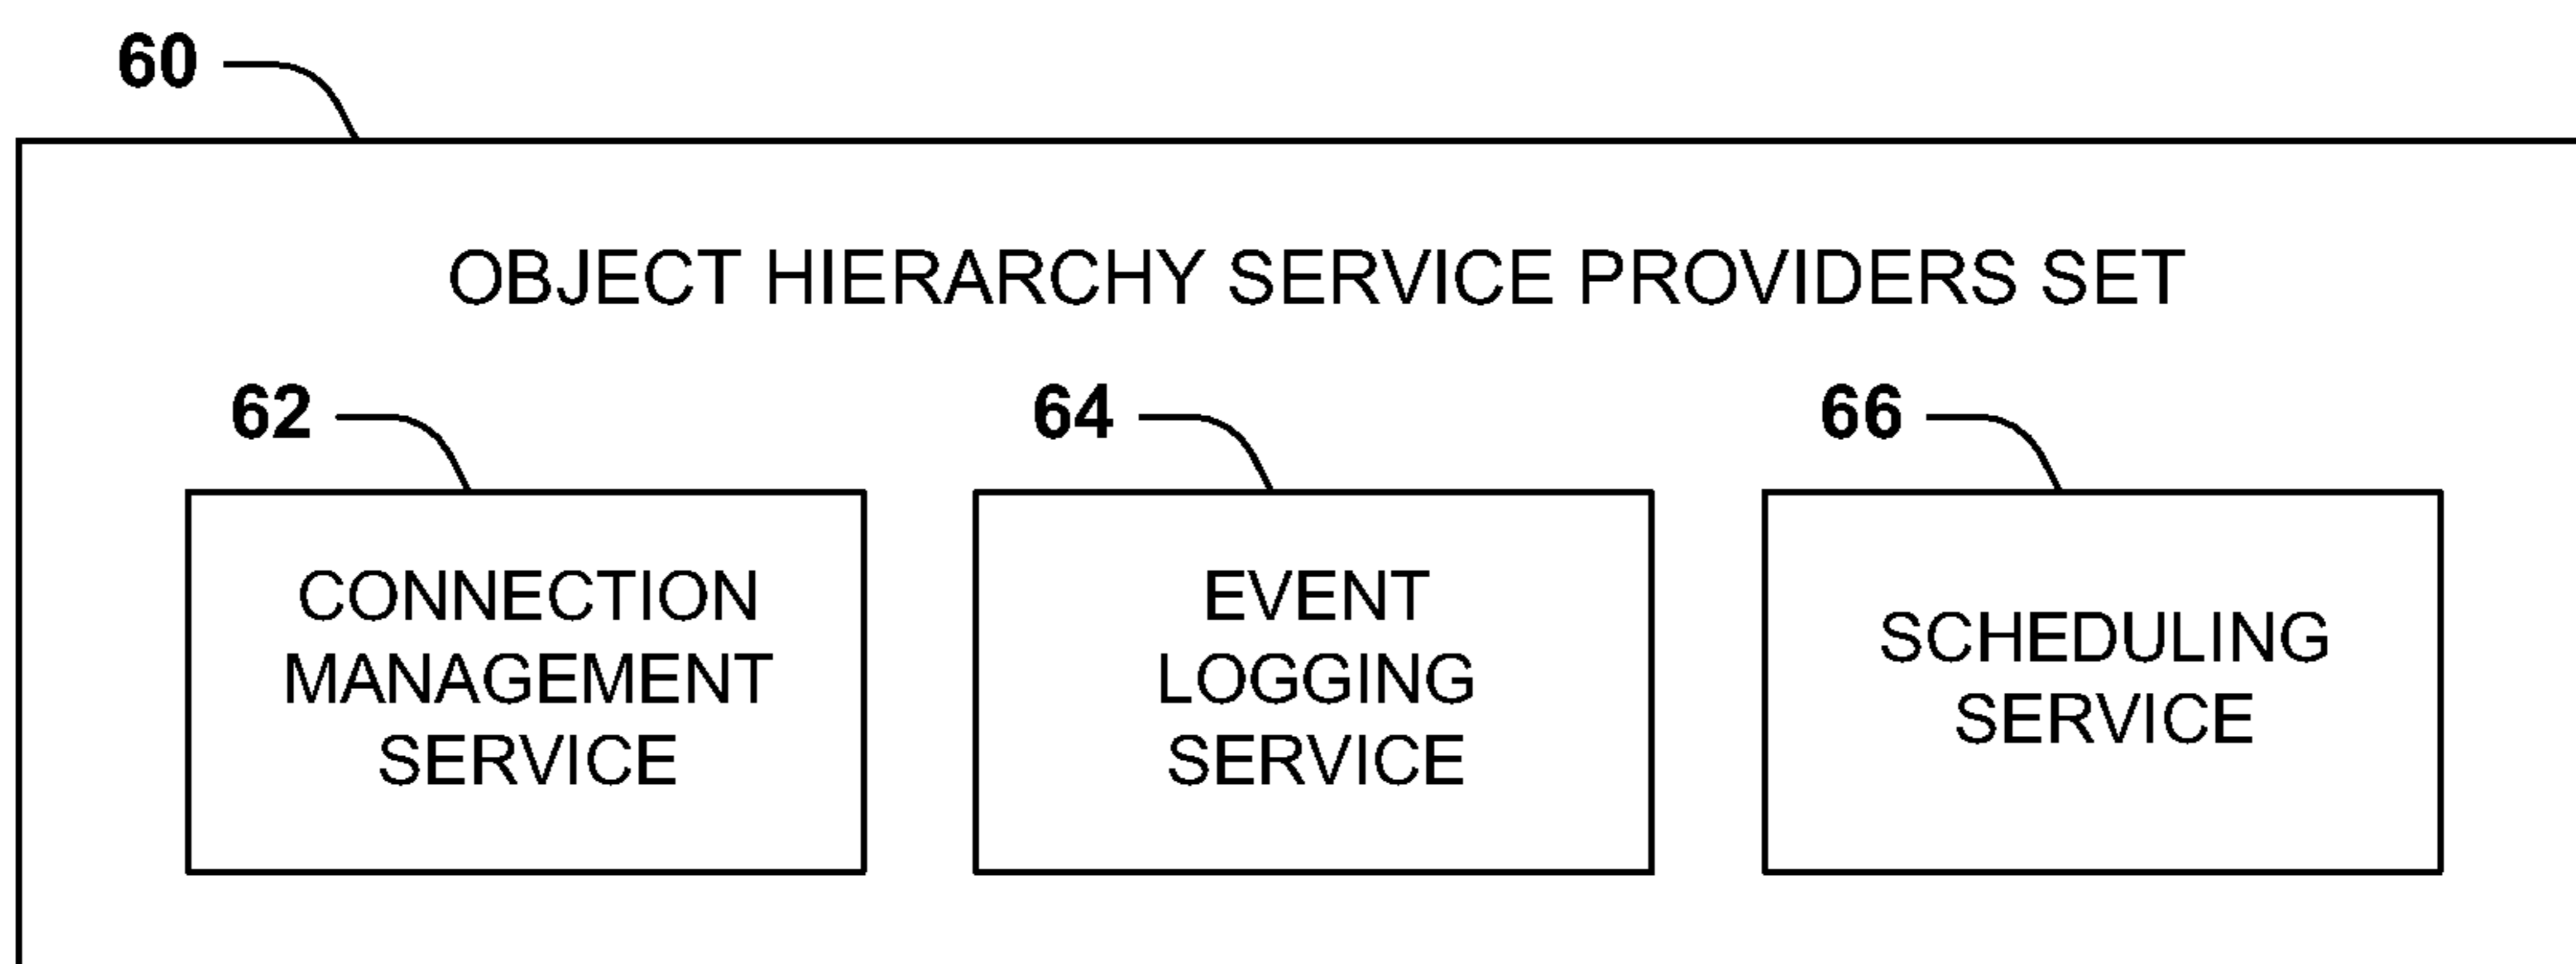 60
OBJECT HIERARCHY SERVICE PROVIDERS SET
62
64
66
CONNECTION
MANAGEMENT
SERVICE
EVENT
LOGGING
SERVICE
SCHEDULING
SERVICE